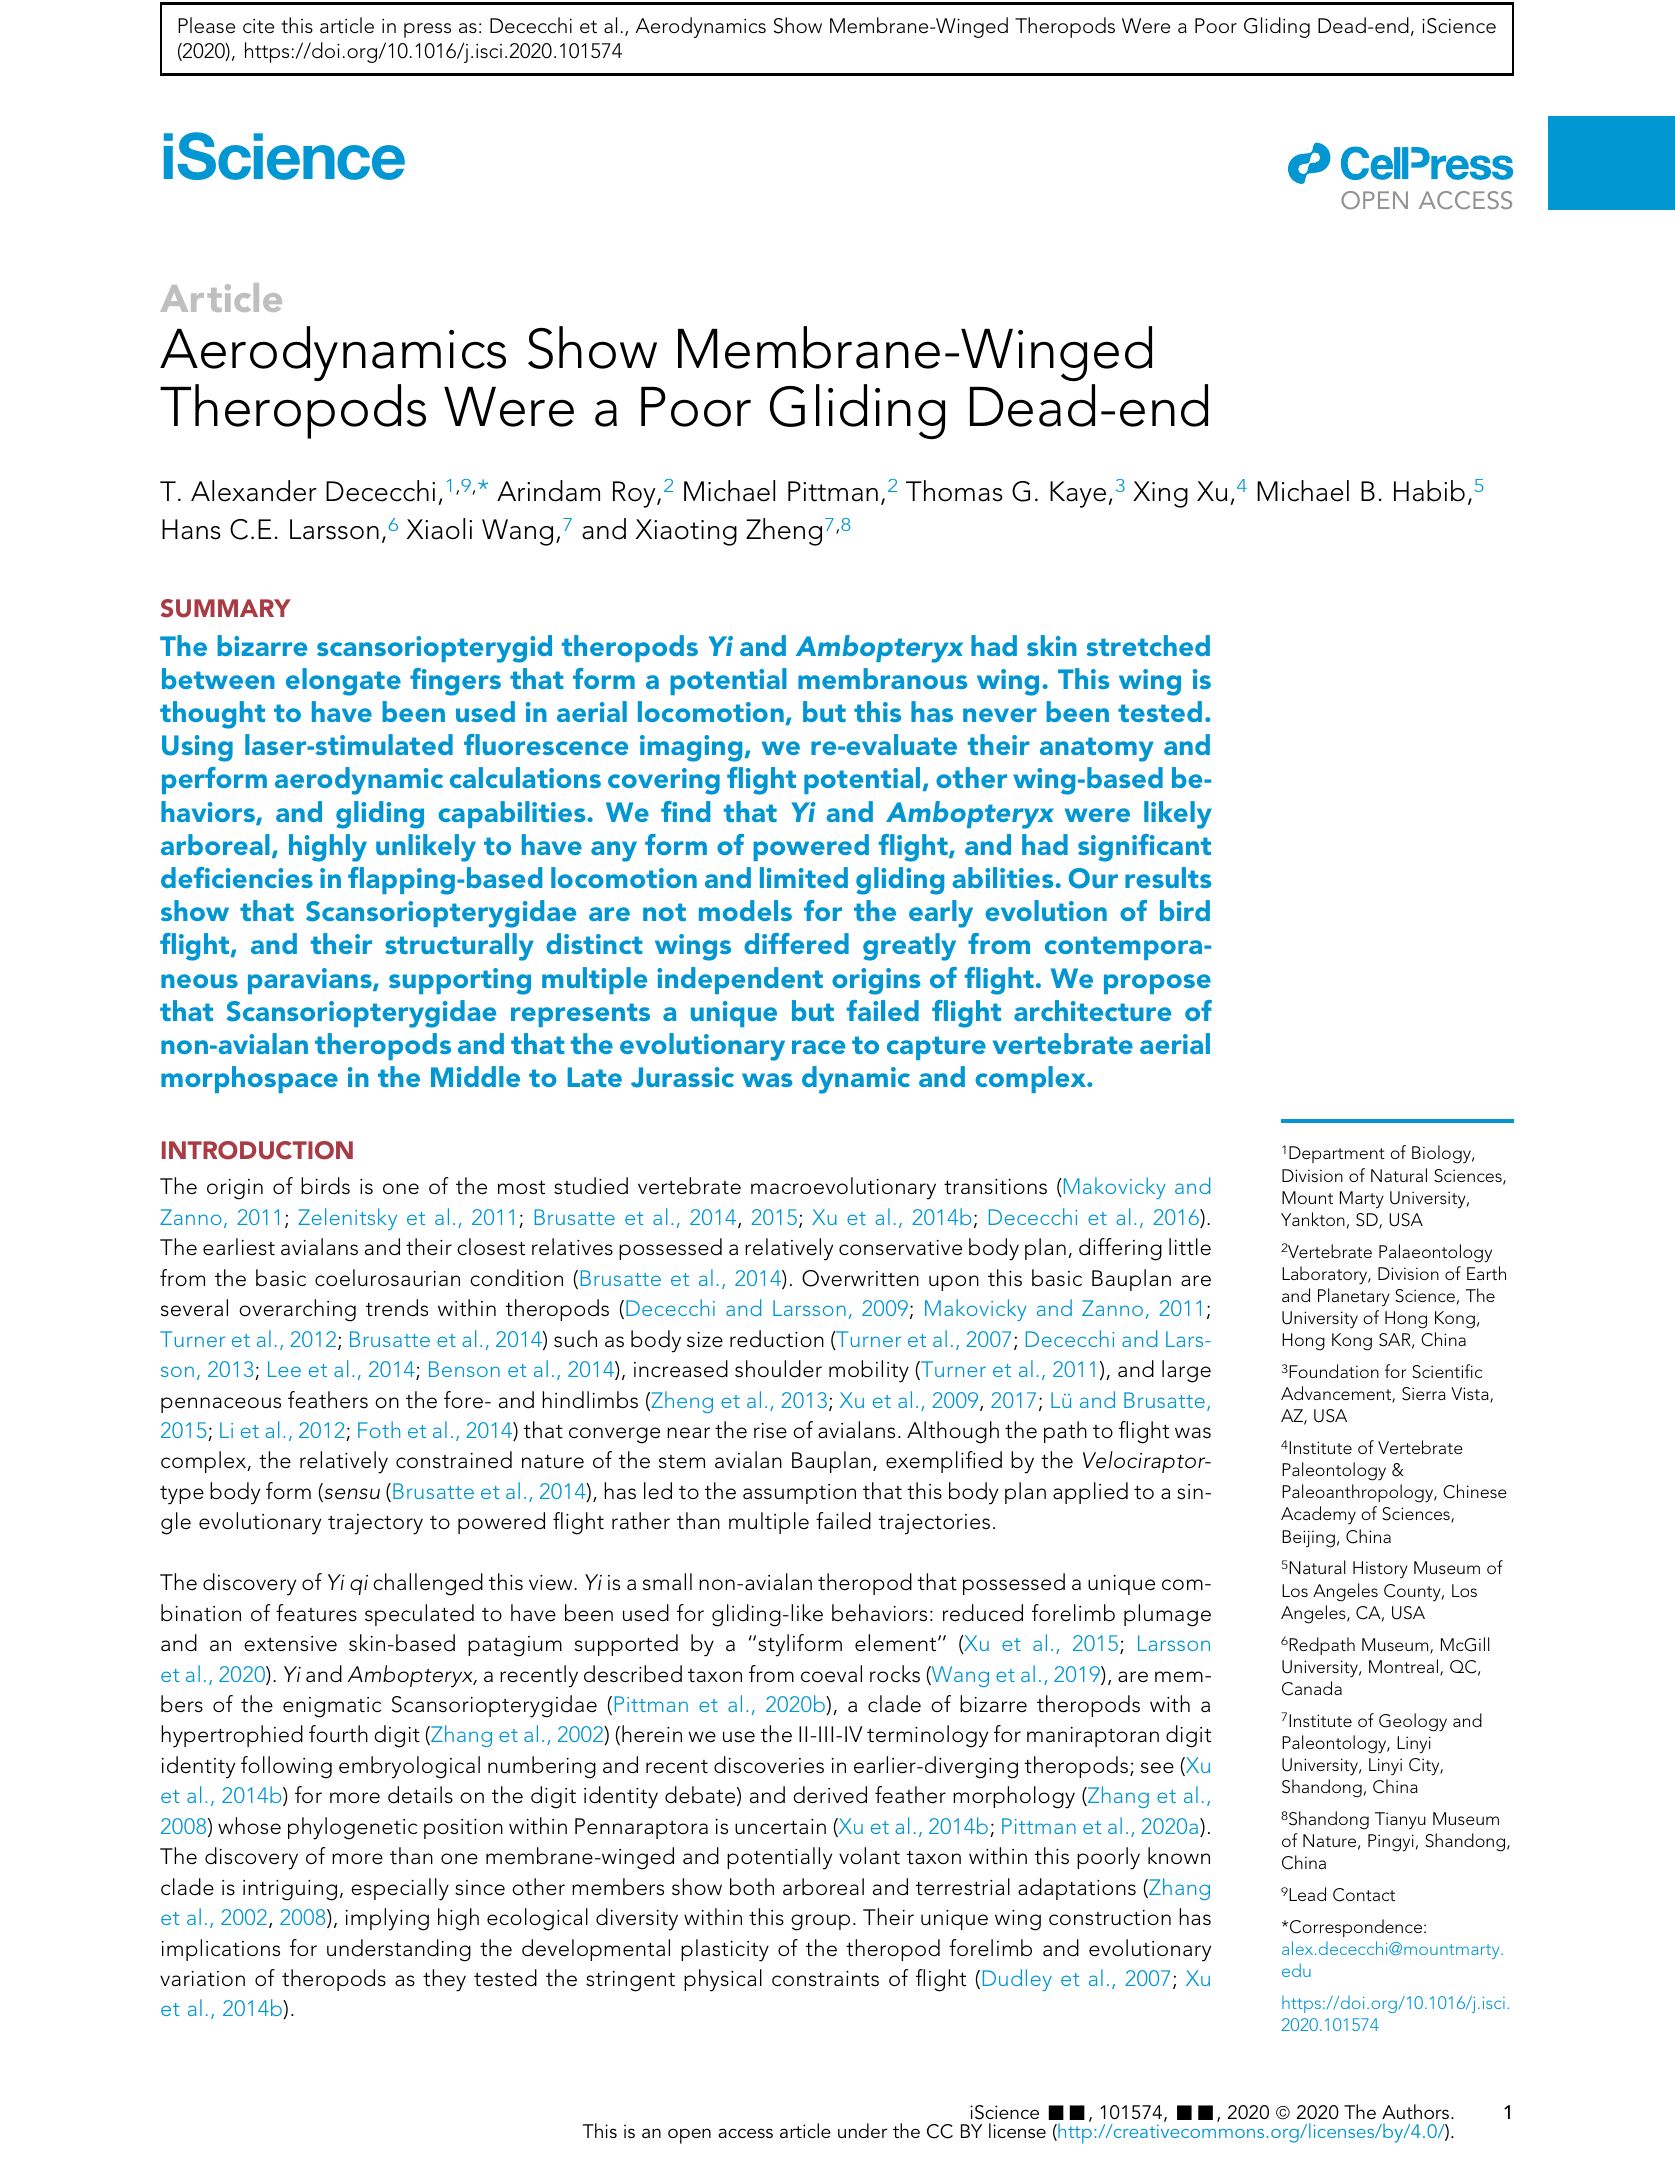 Please cite this article in press as: Dececchi et al., Aerodynamics Show Membrane-Winged Theropods Were a Poor Gliding Dead-end, iScience
(2020), https://doi.org/10.1016/j.isci.2020.101574
iScience
CellPress
OPEN ACCESS
Article
Aerodynamics Show Membrane-Winged
Theropods Were a Poor Gliding Dead-end
T. Alexander Dececchi,1,9,* Arindam Roy,2 Michael Pittman,2 Thomas G. Kaye,3 Xing Xu,4 Michael B. Habib,5
Hans C.E. Larsson,6 Xiaoli Wang,7 and Xiaoting Zheng7,8
SUMMARY
The bizarre scansoriopterygid theropods Yi and Ambopteryx had skin stretched
between elongate fingers that form a potential membranous wing. This wing is
thought to have been used in aerial locomotion, but this has never been tested.
Using laser-stimulated fluorescence imaging, we re-evaluate their anatomy and
perform aerodynamic calculations covering flight potential, other wing-based be-
haviors, and gliding capabilities. We find that Yi and Ambopteryx were likely
arboreal, highly unlikely to have any form of powered flight, and had significant
deficiencies in flapping-based locomotion and limited gliding abilities. Our results
show that Scansoriopterygidae are not models for the early evolution of bird
flight, and their structurally distinct wings differed greatly from contempora-
neous paravians, supporting multiple independent origins of flight. We propose
that Scansoriopterygidae represents a unique but failed flight architecture of
non-avialan theropods and that the evolutionary race to capture vertebrate aerial
morphospace in the Middle to Late Jurassic was dynamic and complex.
INTRODUCTION
The origin of birds is one of the most studied vertebrate macroevolutionary transitions (Makovicky and
Zanno, 2011; Zelenitsky et al., 2011; Brusatte et al., 2014, 2015; Xu et al., 2014b; Dececchi et al., 2016).
The earliest avialans and their closest relatives possessed a relatively conservative body plan, differing little
from the basic coelurosaurian condition (Brusatte et al., 2014). Overwritten upon this basic Bauplan are
several overarching trends within theropods (Dececchi and Larsson, 2009; Makovicky and Zanno, 2011;
Turner et al., 2012; Brusatte et al., 2014) such as body size reduction (Turner et al., 2007; Dececchi and Lars-
son, 2013; Lee et al., 2014; Benson et al., 2014), increased shoulder mobility (Turner et al., 2011), and large
pennaceous feathers on the fore- and hindlimbs (Zheng et al., 2013; Xu et al., 2009, 2017; Lü and Brusatte,
2015; Li et al., 2012; Foth et al., 2014) that converge near the rise of avialans. Although the path to flight was
complex, the relatively constrained nature of the stem avialan Bauplan, exemplified by the Velociraptor-
type body form (sensu (Brusatte et al., 2014), has led to the assumption that this body plan applied to a sin-
gle evolutionary trajectory to powered flight rather than multiple failed trajectories.
The discovery of Yi qi challenged this view. Yi is a small non-avialan theropod that possessed a unique com-
bination of features speculated to have been used for gliding-like behaviors: reduced forelimb plumage
and an extensive skin-based patagium supported by a "styliform element" (Xu et al., 2015; Larsson
et al., 2020). Yi and Ambopteryx, a recently described taxon from coeval rocks (Wang et al., 2019), are mem-
bers of the enigmatic Scansoriopterygidae (Pittman et al., 2020b), a clade of bizarre theropods with a
hypertrophied fourth digit (Zhang et al., 2002) (herein we use the II-III-IV terminology for maniraptoran digit
identity following embryological numbering and recent discoveries in earlier-diverging theropods; see (Xu
et al., 2014b) for more details on the digit identity debate) and derived feather morphology (Zhang et al.,
2008) whose phylogenetic position within Pennaraptora is uncertain (Xu et al., 2014b; Pittman et al., 2020a).
The discovery of more than one membrane-winged and potentially volant taxon within this poorly known
clade is intriguing, especially since other members show both arboreal and terrestrial adaptations (Zhang
et al., 2002, 2008), implying high ecological diversity within this group. Their unique wing construction has
implications for understanding the developmental plasticity of the theropod forelimb and evolutionary
variation of theropods as they tested the stringent physical constraints of flight (Dudley et al., 2007; Xu
et al., 2014b).
1Department of Biology,
Division of Natural Sciences,
Mount Marty University,
Yankton, SD, USA
2Vertebrate Palaeontology
Laboratory, Division of Earth
and Planetary Science, The
University of Hong Kong,
Hong Kong SAR, China
3Foundation for Scientific
Advancement, Sierra Vista,
AZ, USA
4Institute of Vertebrate
Paleontology &
Paleoanthropology, Chinese
Academy of Sciences,
Beijing, China
5Natural History Museum of
Los Angeles County, Los
Angeles, CA, USA
6Redpath Museum, McGill
University, Montreal, QC,
Canada
7Institute of Geology and
Paleontology, Linyi
University, Linyi City,
Shandong, China
8Shandong Tianyu Museum
of Nature, Pingyi, Shandong,
China
9Lead Contact
*Correspondence:
alex.dececchi@mountmarty.
edu
https://doi.org/10.1016/j.isci.
2020.101574
iScience ■■, 101574, ■■, 2020 © 2020 The Authors. 1
This is an open access article under the CC BY license (http://creativecommons.org/licenses/by/4.0/).